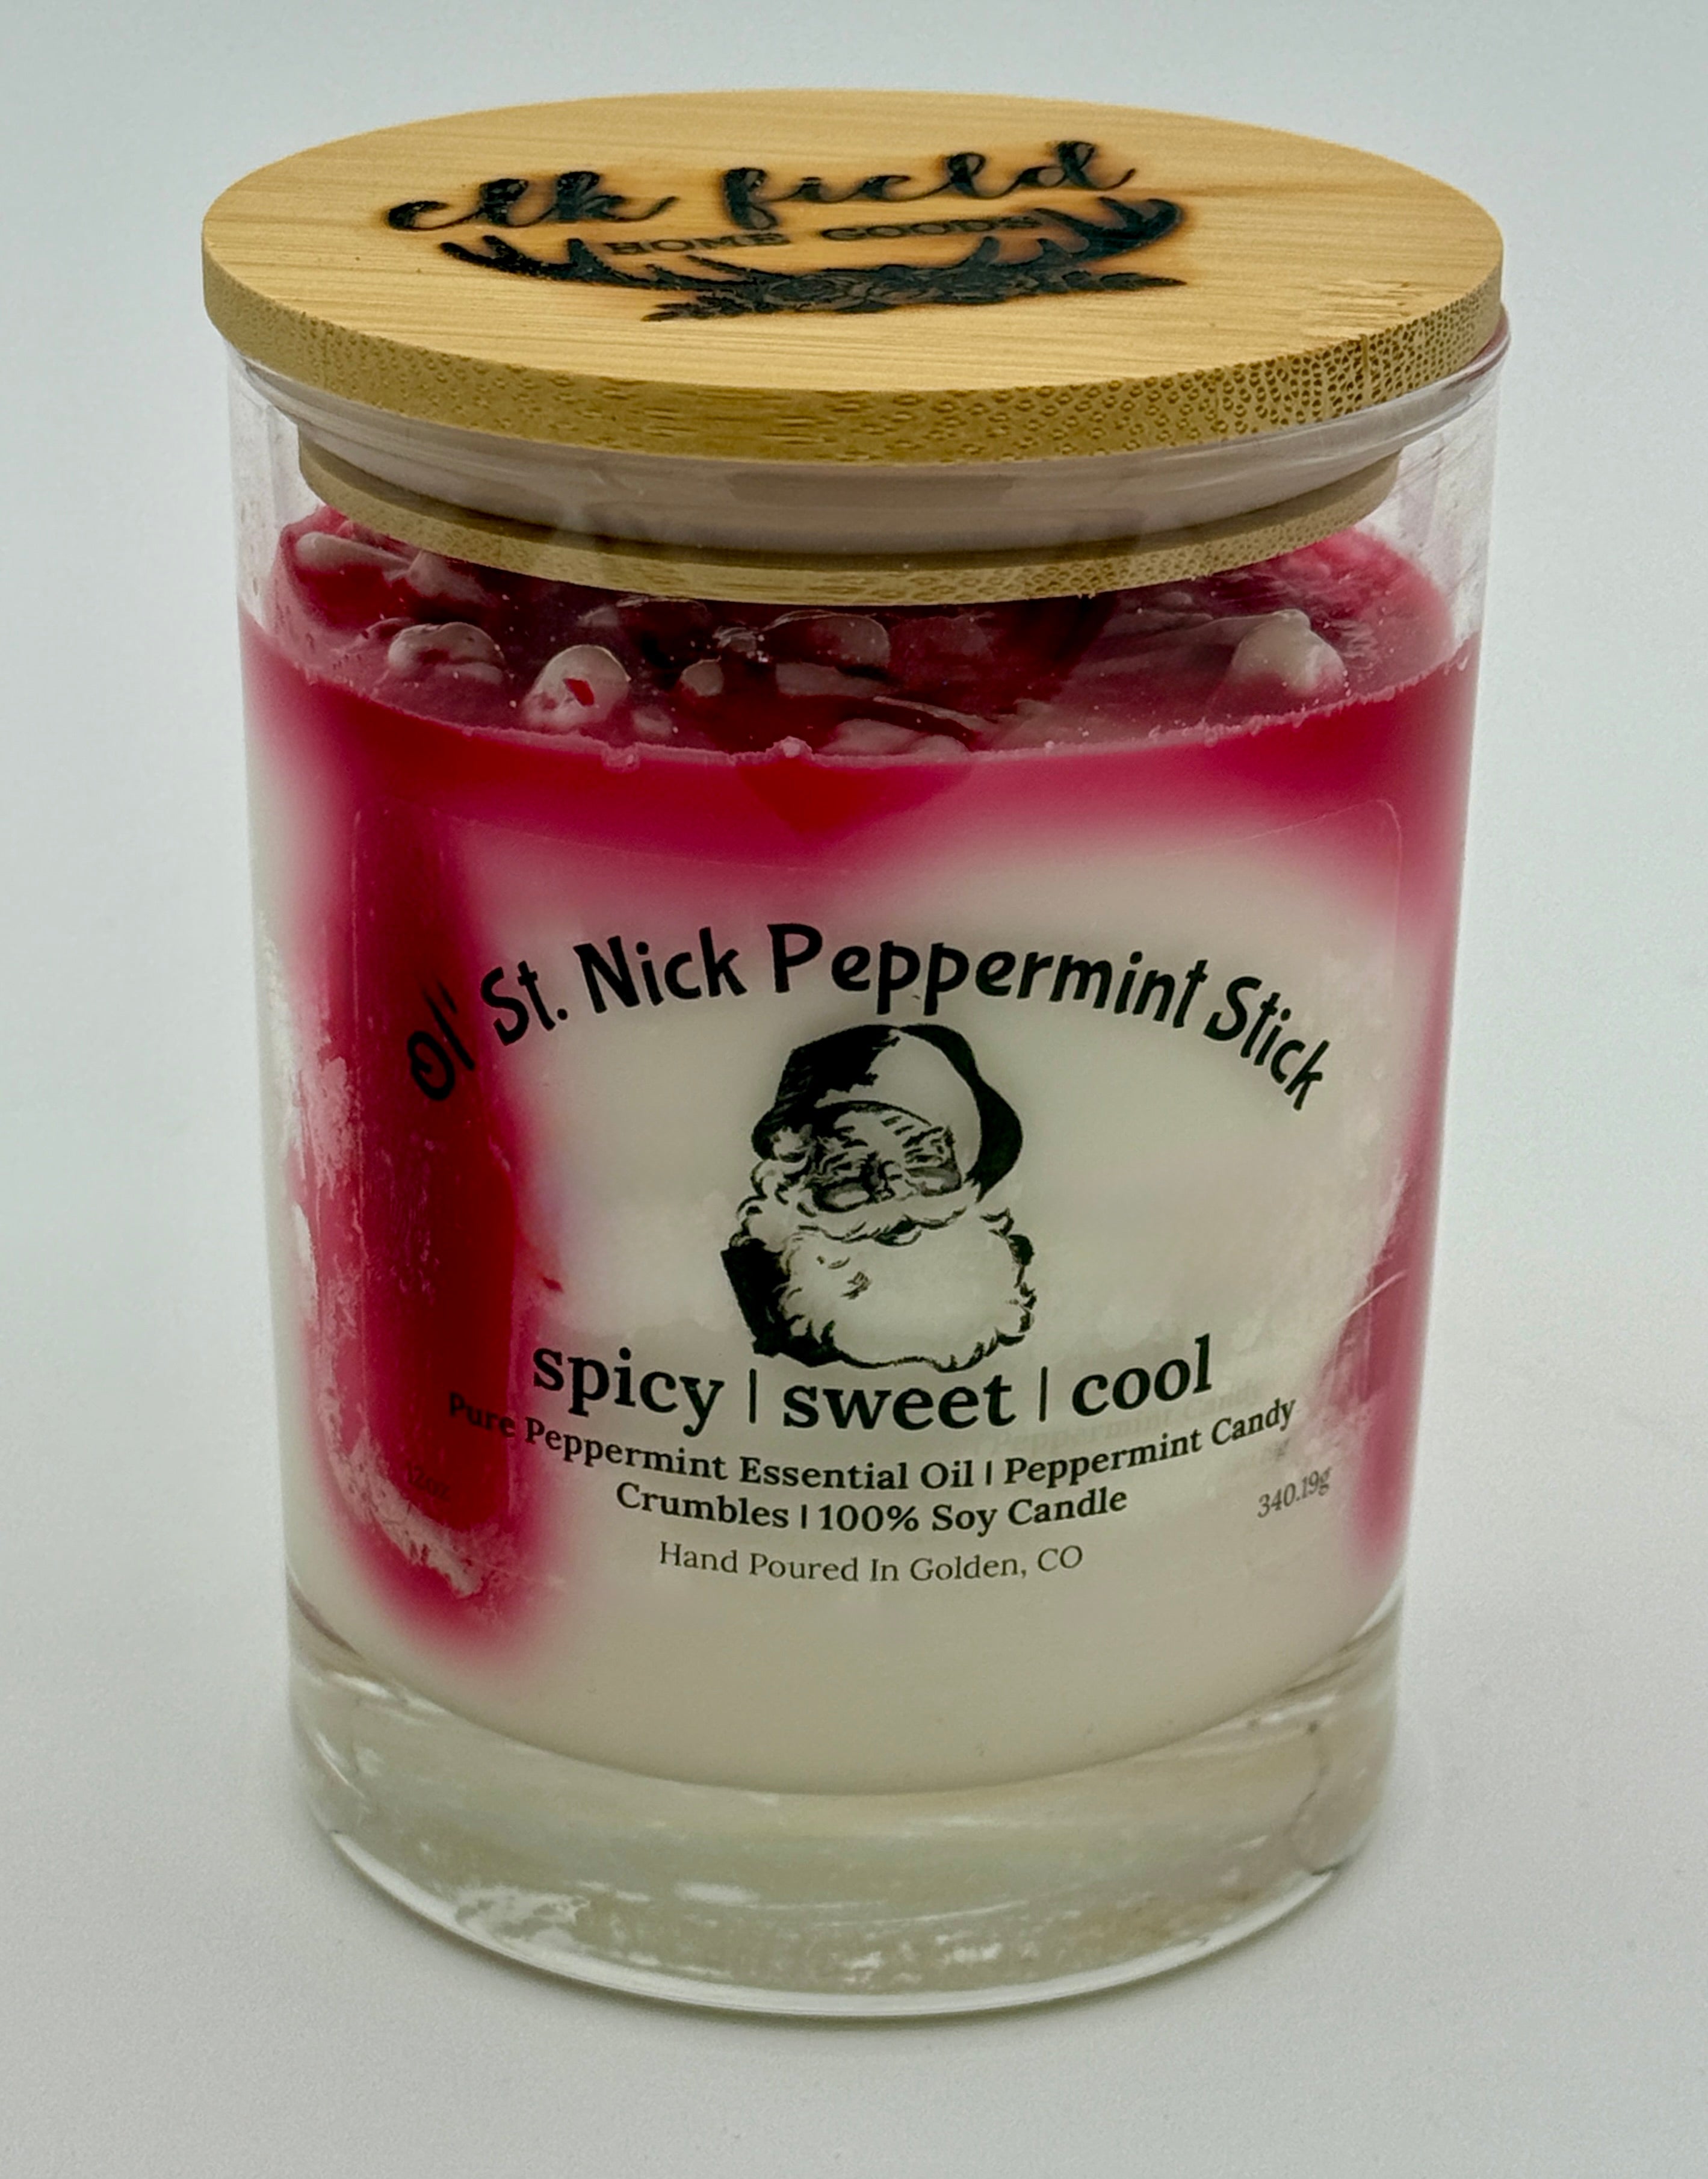 elk field
HOME GOODS
Ol' St. Nick Peppermint Stick
spicy | sweet | cool
Pure Peppermint Essential Oil | Peppermint Candy
Crumbles | 100% Soy Candle
12oz
340.19g
Hand Poured In Golden, CO